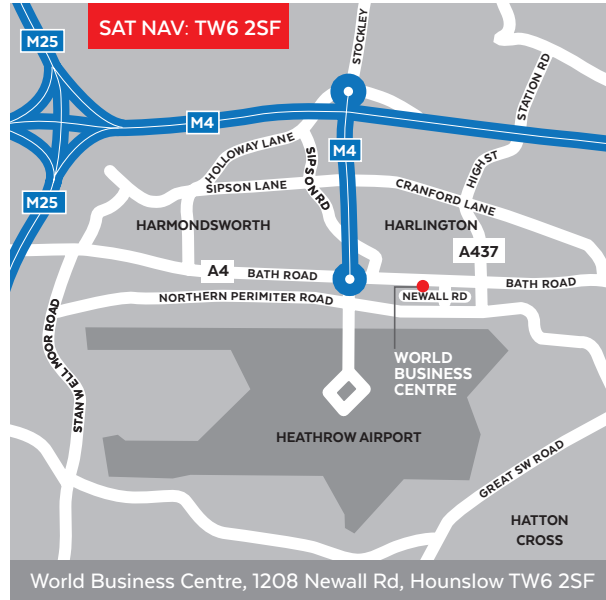 SAT NAV: TW6 2SF
M25
STOCKLEY
STATION RD
M4
HOLLOWAY LANE
SIPSON RD
M4
HIGH ST
M25
SIPSON LANE
CRANFORD LANE
HARMONDSWORTH
HARLINGTON
A437
A4
BATH ROAD
BATH ROAD
NORTHERN PERIMITER ROAD
NEWALL RD
STANWELL MOOR ROAD
WORLD
BUSINESS
CENTRE
HEATHROW AIRPORT
GREAT SW ROAD
HATTON
CROSS
World Business Centre, 1208 Newall Rd, Hounslow TW6 2SF